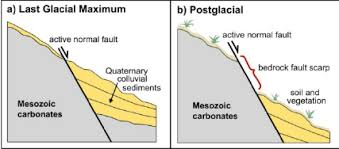 a) Last Glacial Maximum
active normal fault
Quaternary
colluvial
sediments
Mesozoic
carbonates
b) Postglacial
active normal fault
bedrock fault scarp
soil and
vegetation
Mesozoic
carbonates